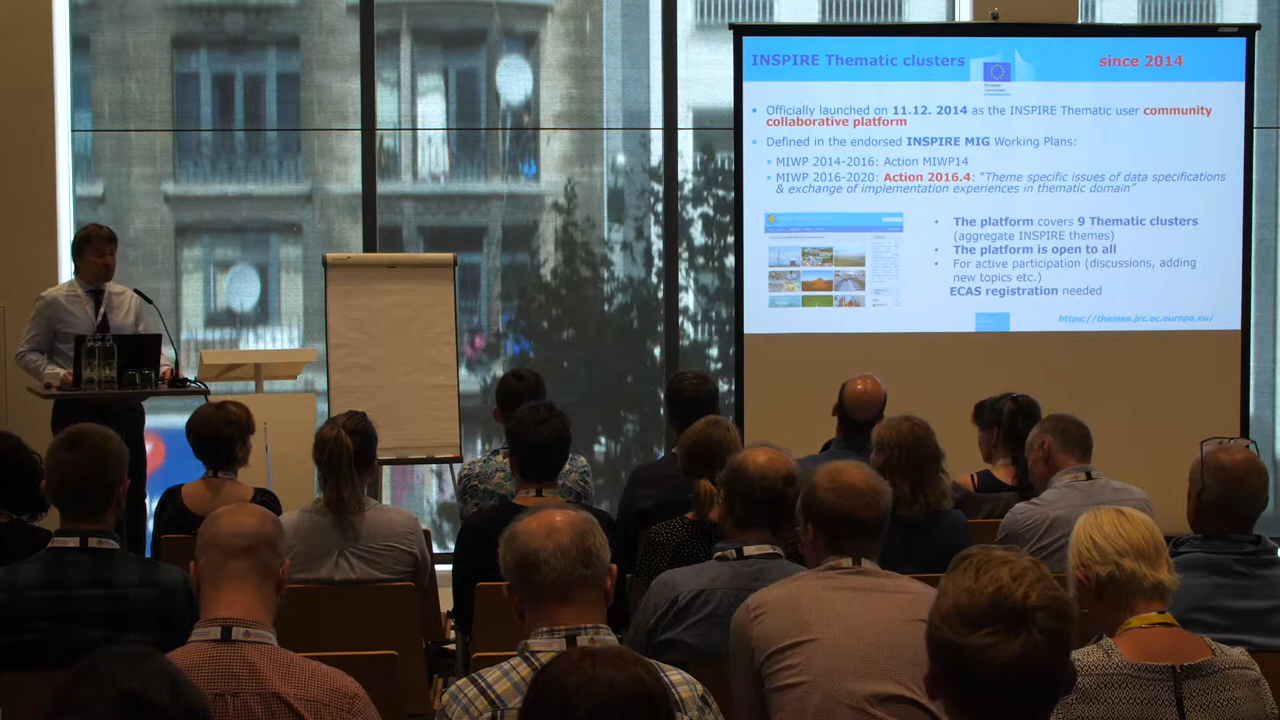 INSPIRE Thematic clusters
since 2014
European
Commission
Officially launched on 11.12. 2014 as the INSPIRE Thematic user community
collaborative platform
Defined in the endorsed INSPIRE MIG Working Plans:
MIWP 2014-2016: Action MIWP14
MIWP 2016-2020: Action 2016.4: "Theme specific issues of data specifications
& exchange of implementation experiences in thematic domain"
The platform covers 9 Thematic clusters
(aggregate INSPIRE themes)
The platform is open to all
For active participation (discussions, adding
new topics etc.)
ECAS registration needed
https://themes.jrc.ec.europa.eu/